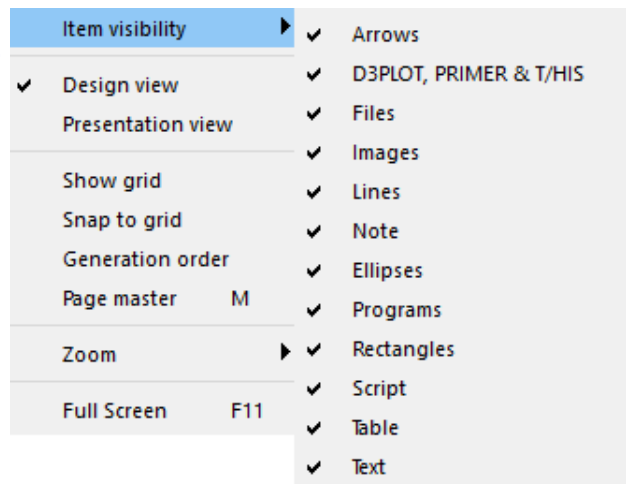 Item visibility
Design view
Presentation view
Show grid
Snap to grid
Generation order
Page master M
Zoom
Full Screen F11
Arrows
D3PLOT, PRIMER & T/HIS
Files
Images
Lines
Note
Ellipses
Programs
Rectangles
Script
Table
Text